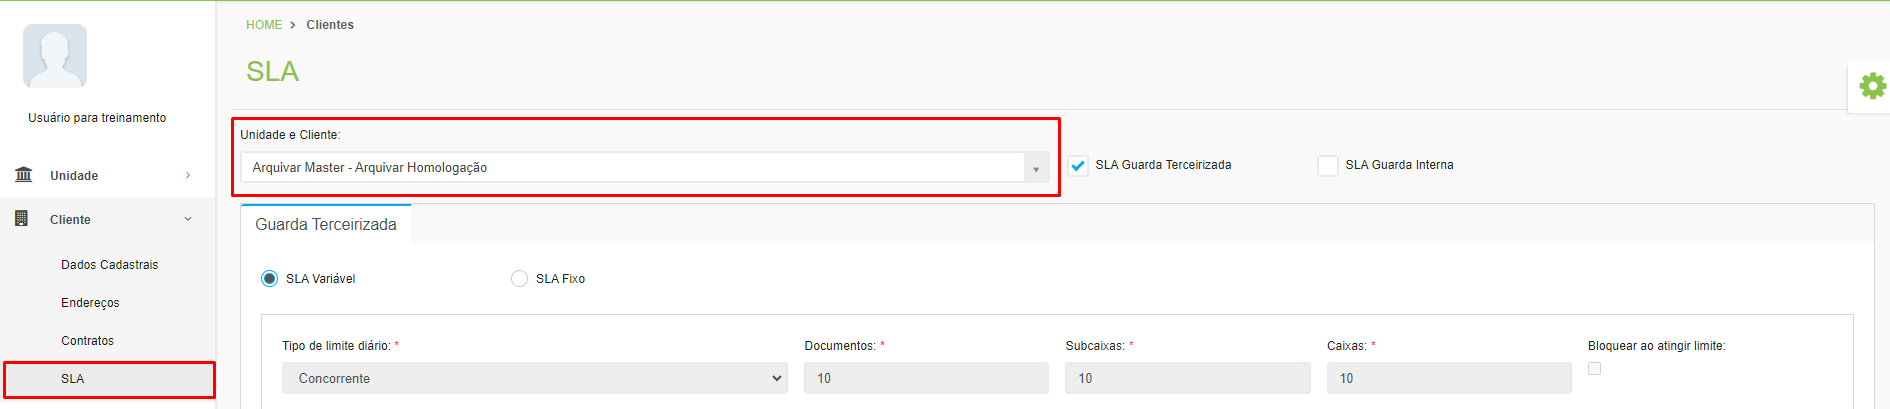 HOME > Clientes
SLA
Usuário para treinamento
Unidade
Cliente
Dados Cadastrais
Endereços
Contratos
SLA
Unidade e Cliente:
Arquivar Master - Arquivar Homologação
SLA Guarda Terceirizada
SLA Guarda Interna
Guarda Terceirizada
SLA Variável
SLA Fixo
Tipo de limite diário: *
Documentos: *
Subcaixas: *
Caixas: *
Bloquear ao atingir limite:
Concorrente
10
10
10